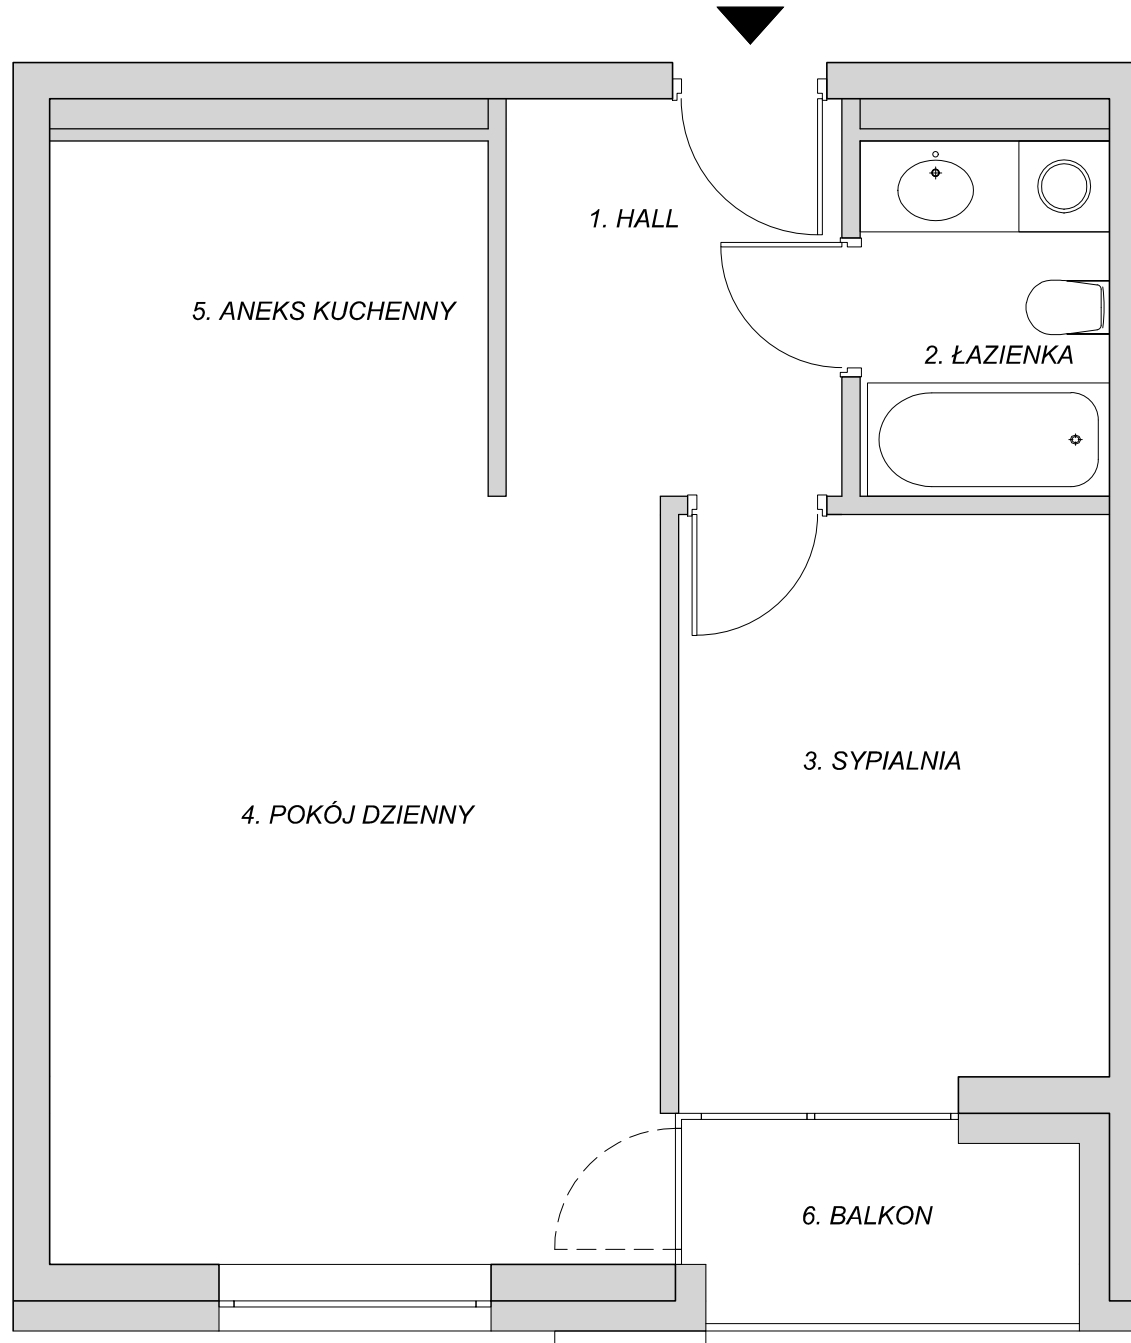 1. HALL
5. ANEKS KUCHENNY
2. ŁAZIENKA
3. SYPIALNIA
4. POKÓJ DZIENNY
6. BALKON